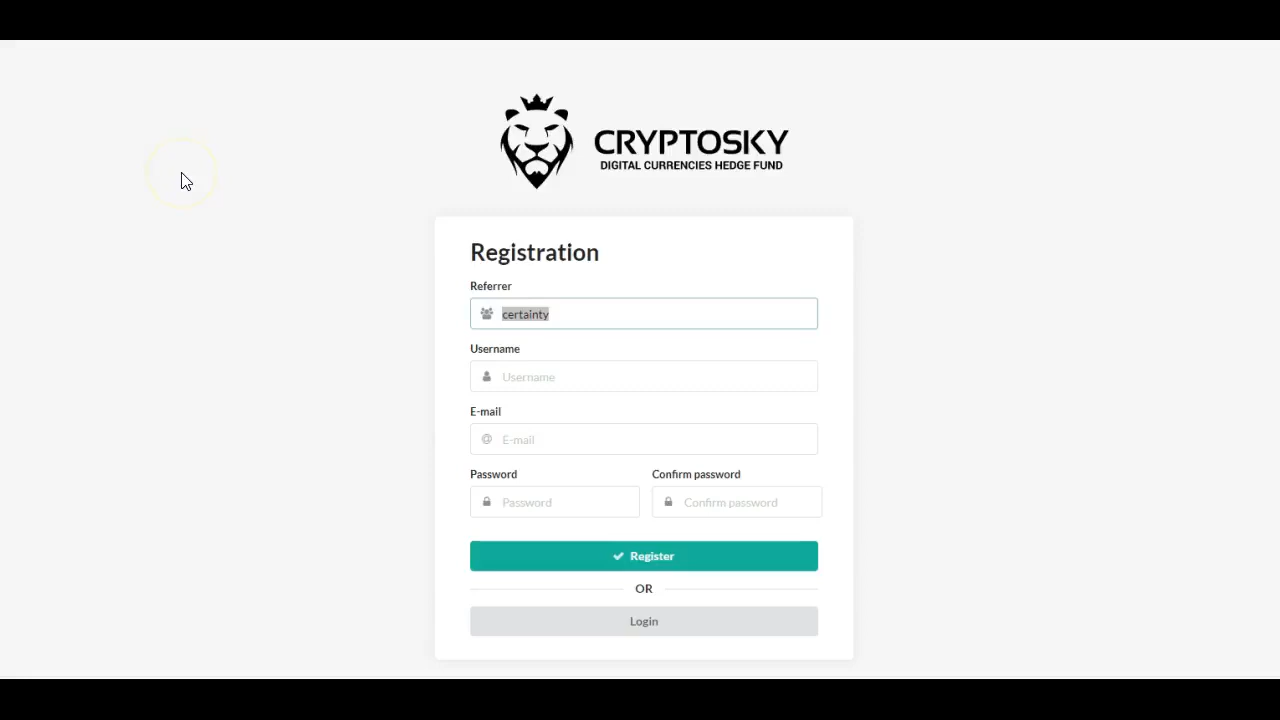 CRYPTOSKY
DIGITAL CURRENCIES HEDGE FUND
Registration
Referrer
certainty
Username
Username
E-mail
E-mail
Password Confirm password
Password Confirm password
Register
OR
Login